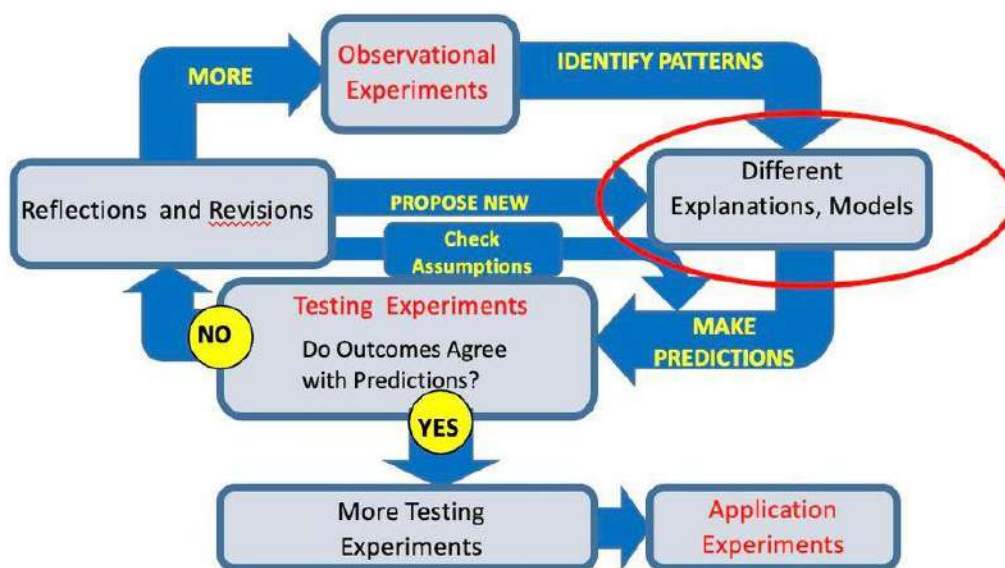 Observational
Experiments
MORE
IDENTIFY PATTERNS
Different
Explanations, Models
Reflections and Revisions
PROPOSE NEW
Check
Assumptions
Testing Experiments
Do Outcomes Agree
with Predictions?
NO
MAKE
PREDICTIONS
YES
More Testing
Experiments
Application
Experiments